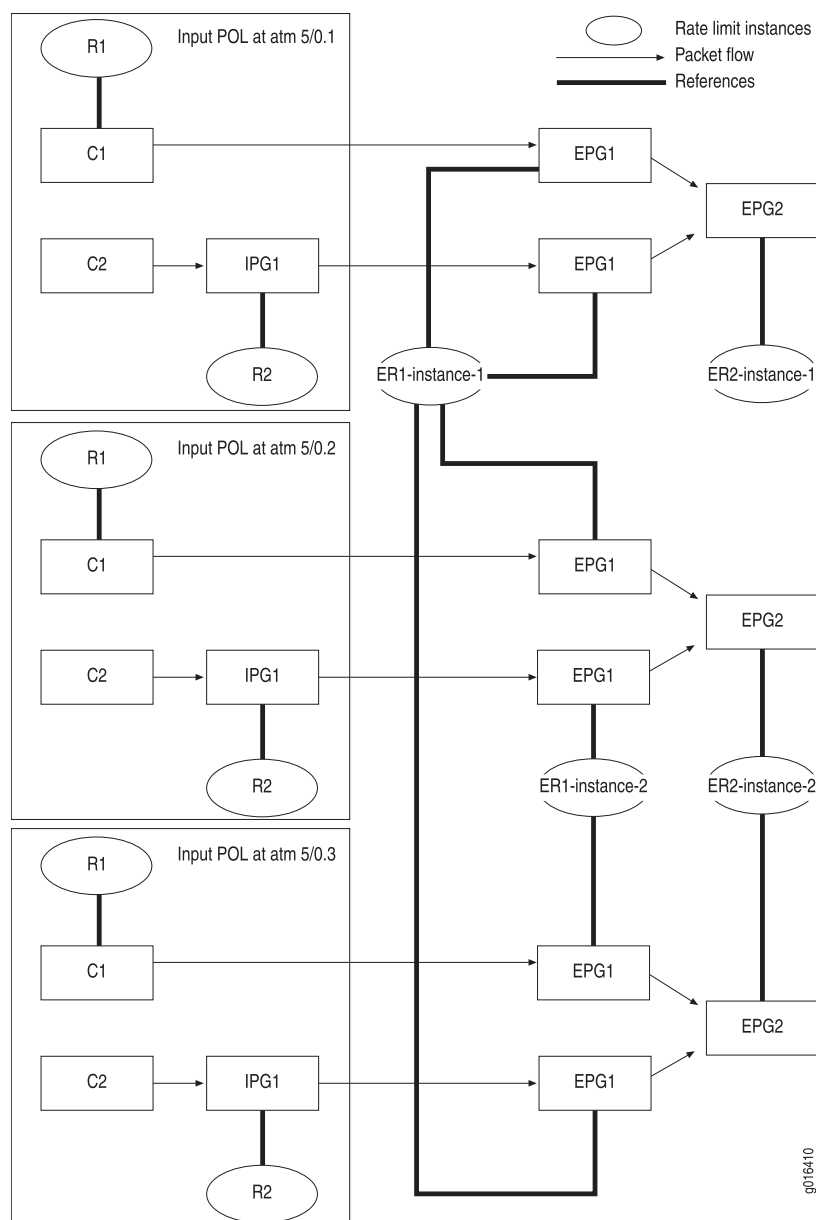 Input POL at atm 5/0.1
R1
Rate limit instances
Packet flow
References
C1
EPG1
EPG2
C2
IPG1
EPG1
R2
ER1-instance-1
ER2-instance-1
Input POL at atm 5/0.2
R1
C1
EPG1
EPG2
C2
IPG1
EPG1
R2
ER1-instance-2
ER2-instance-2
Input POL at atm 5/0.3
R1
C1
EPG1
EPG2
C2
IPG1
EPG1
R2
g016410